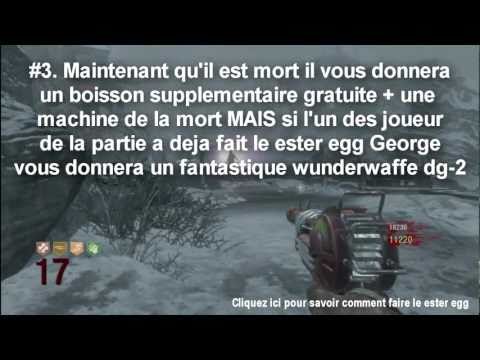 #3. Maintenant qu'il est mort il vous donnera
un boisson supplementaire gratuite + une
machine de la mort MAIS si l'un des joueur
de la partie a deja fait le ester egg George
vous donnera un fantastique wunderwaffe dg-2
18230
11220
17
Cliquez ici pour savoir comment faire le ester egg